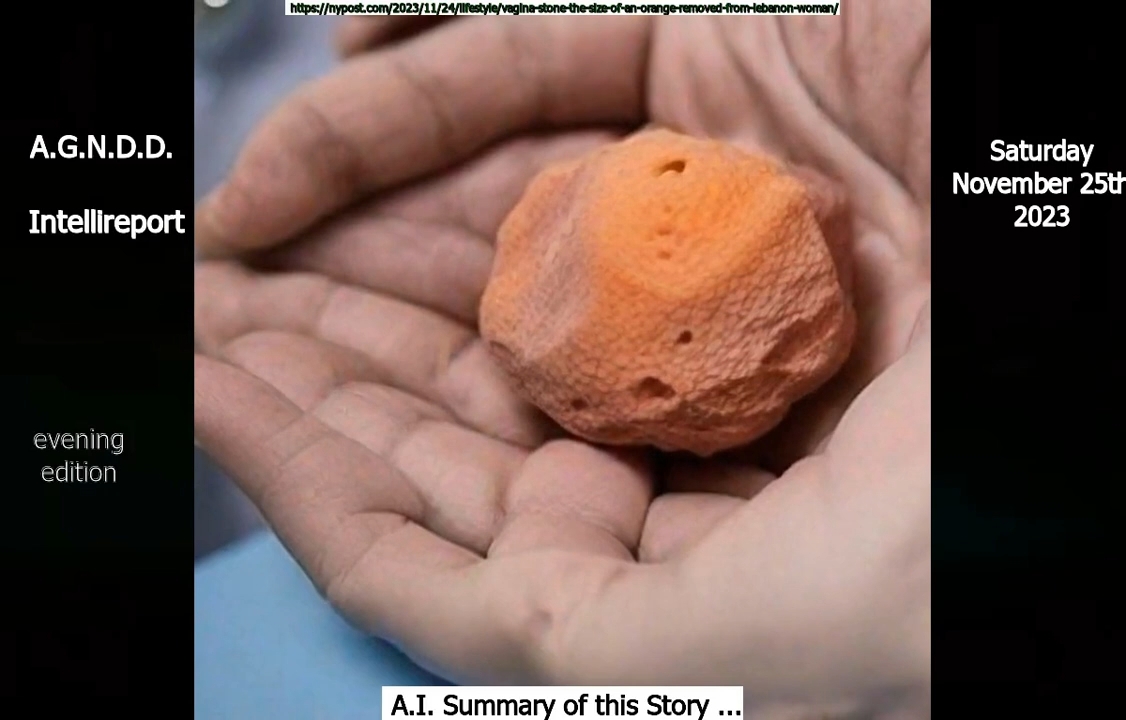 https://nypost.com/2023/11/24/lifestyle/vagina-stone-the-size-of-an-orange-removed-from-lebanon-woman/
A.G.N.D.D.
Intellireport
evening
edition
Saturday
November 25th
2023
A.I. Summary of this Story ...